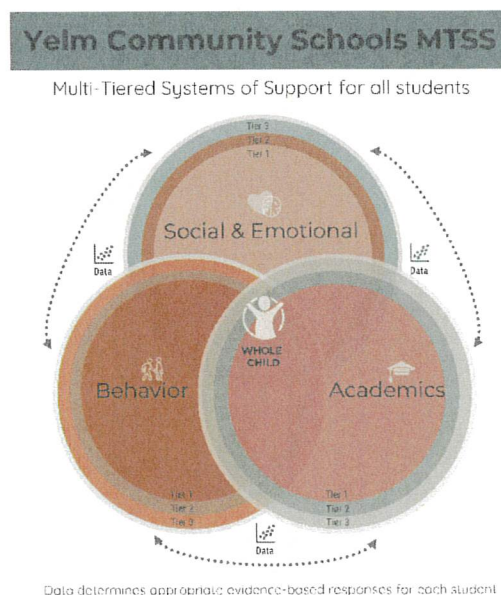 Yelm Community Schools MTSS
Multi-Tiered Systems of Support for all students
Tier 3
Tier 2
Tier 1
Social & Emotional
Data
Data
WHOLE
CHILD
Behavior
Academics
Tier 1
Tier 2
Tier 3
Tier 1
Tier 2
Tier 3
Data
Data determines appropriate evidence-based responses for each student